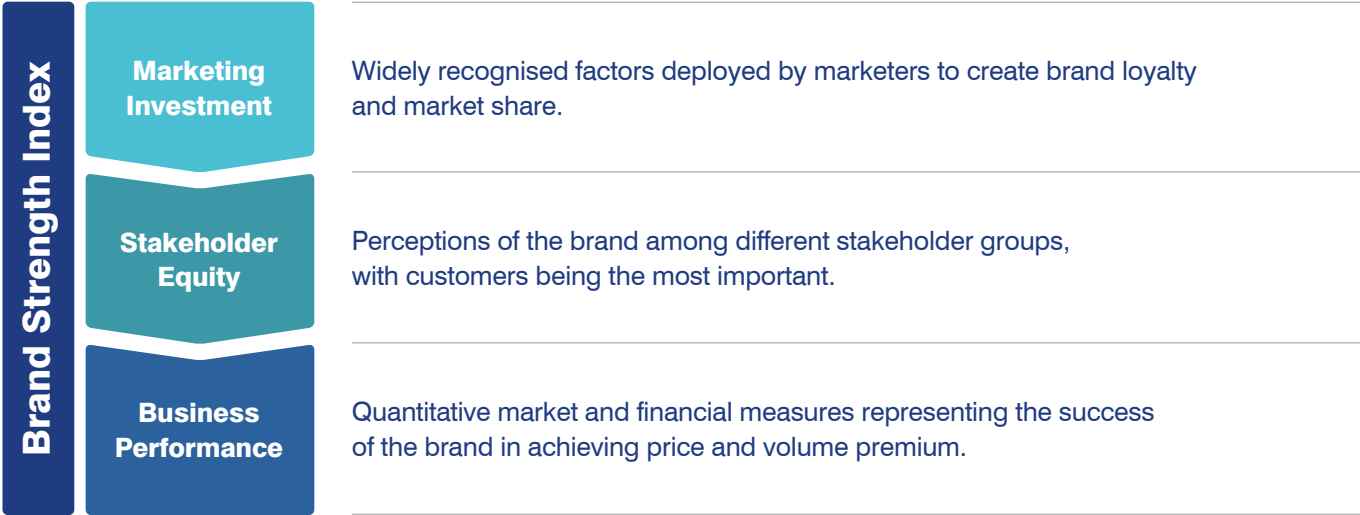 Brand Strength Index
Marketing
Investment
Widely recognised factors deployed by marketers to create brand loyalty
and market share.
Stakeholder
Equity
Perceptions of the brand among different stakeholder groups,
with customers being the most important.
Business
Performance
Quantitative market and financial measures representing the success
of the brand in achieving price and volume premium.